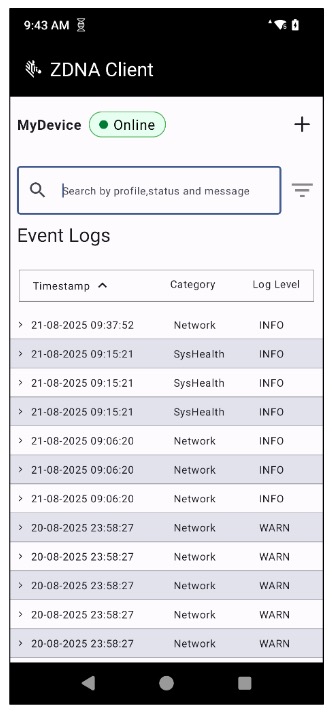 9:43 AM
ZDNA Client
MyDevice Online
Search by profile,status and message
Event Logs
Timestamp Category Log Level
21-08-2025 09:37:52 Network INFO
21-08-2025 09:15:21 SysHealth INFO
21-08-2025 09:15:21 SysHealth INFO
21-08-2025 09:15:21 SysHealth INFO
21-08-2025 09:06:20 Network INFO
21-08-2025 09:06:20 Network INFO
21-08-2025 09:06:20 Network INFO
20-08-2025 23:58:27 Network WARN
20-08-2025 23:58:27 Network WARN
20-08-2025 23:58:27 Network WARN
20-08-2025 23:58:27 Network WARN
20-08-2025 23:58:27 Network WARN